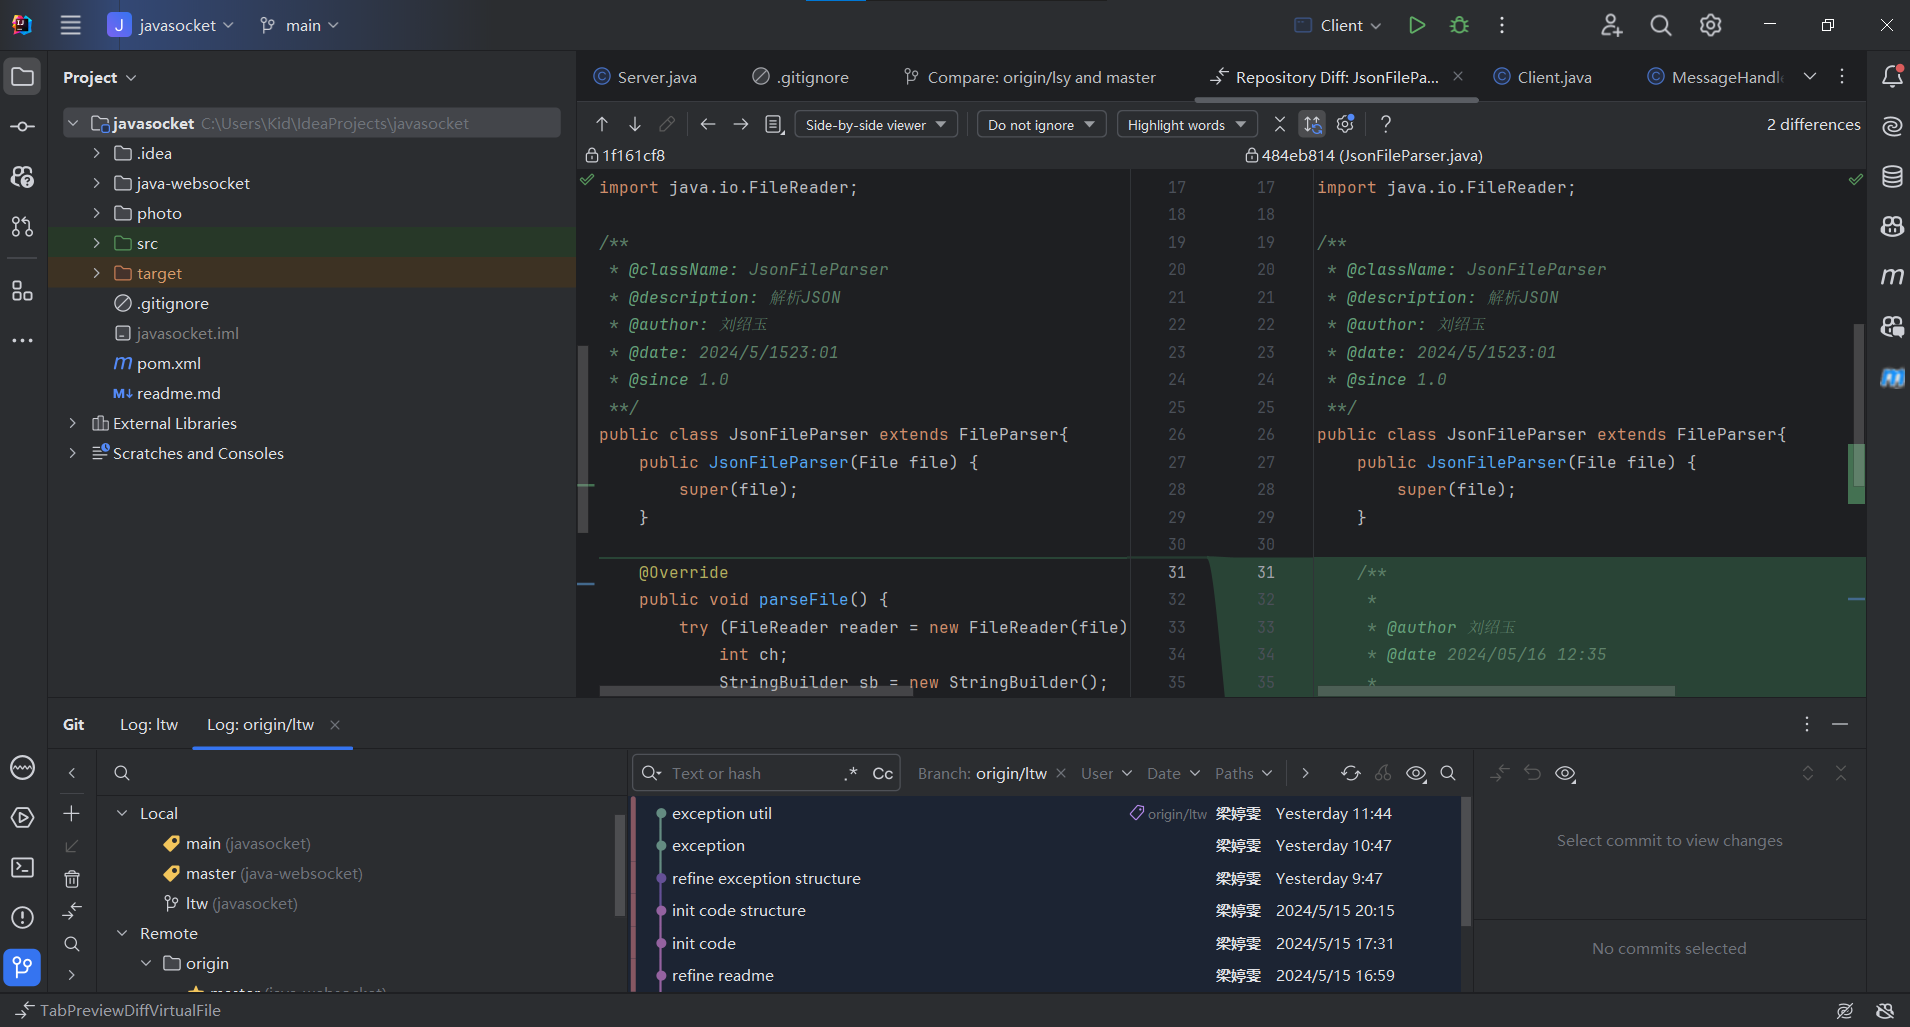 J javasocket main Client
Project
Server.java .gitignore Compare: origin/lsy and master Repository Diff: JsonFilePa... Client.java MessageHandl
javasocket C:\Users\Kid\IdeaProjects\javasocket
.idea
java-websocket
photo
src
target
.gitignore
javasocket.iml
m pom.xml
M↓ readme.md
External Libraries
Scratches and Consoles
Side-by-side viewer Do not ignore Highlight words ? 2 differences
1f161cf8 484eb814 (JsonFileParser.java)
import java.io.FileReader; 17 17 import java.io.FileReader;
18 18
/** 19 19 /**
* @className: JsonFileParser 20 20 * @className: JsonFileParser
* @description: 解析JSON 21 21 * @description: 解析JSON
* @author: 刘绍玉 22 22 * @author: 刘绍玉
* @date: 2024/5/1523:01 23 23 * @date: 2024/5/1523:01
* @since 1.0 24 24 * @since 1.0
**/ 25 25 **/
public class JsonFileParser extends FileParser{ 26 26 public class JsonFileParser extends FileParser{
public JsonFileParser(File file) { 27 27 public JsonFileParser(File file) {
super(file); 28 28 super(file);
} 29 29 }
30 30
@Override 31 31 /**
public void parseFile() { 32 32 *
try (FileReader reader = new FileReader(file) 33 33 * @author 刘绍玉
int ch; 34 34 * @date 2024/05/16 12:35
StringBuilder sb = new StringBuilder(); 35 35 *
Git Log: ltw Log: origin/ltw
Text or hash .* Cc Branch: origin/ltw User Date Paths
Local
main (javasocket)
master (java-websocket)
ltw (javasocket)
Remote
origin
master (java-websocket)
exception util origin/ltw 梁婷雯 Yesterday 11:44
exception 梁婷雯 Yesterday 10:47
refine exception structure 梁婷雯 Yesterday 9:47
init code structure 梁婷雯 2024/5/15 20:15
init code 梁婷雯 2024/5/15 17:31
refine readme 梁婷雯 2024/5/15 16:59
Select commit to view changes
No commits selected
TabPreviewDiffVirtualFile